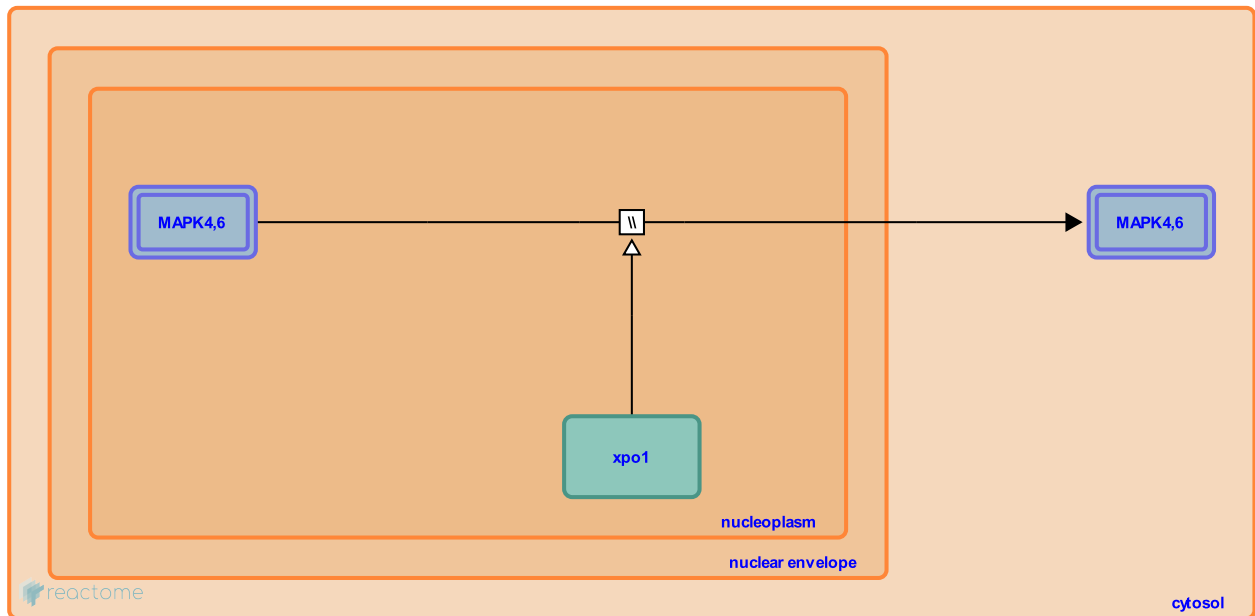 MAPK4,6
\\
MAPK4,6
xpo1
nucleoplasm
nuclear envelope
reactome
cytosol